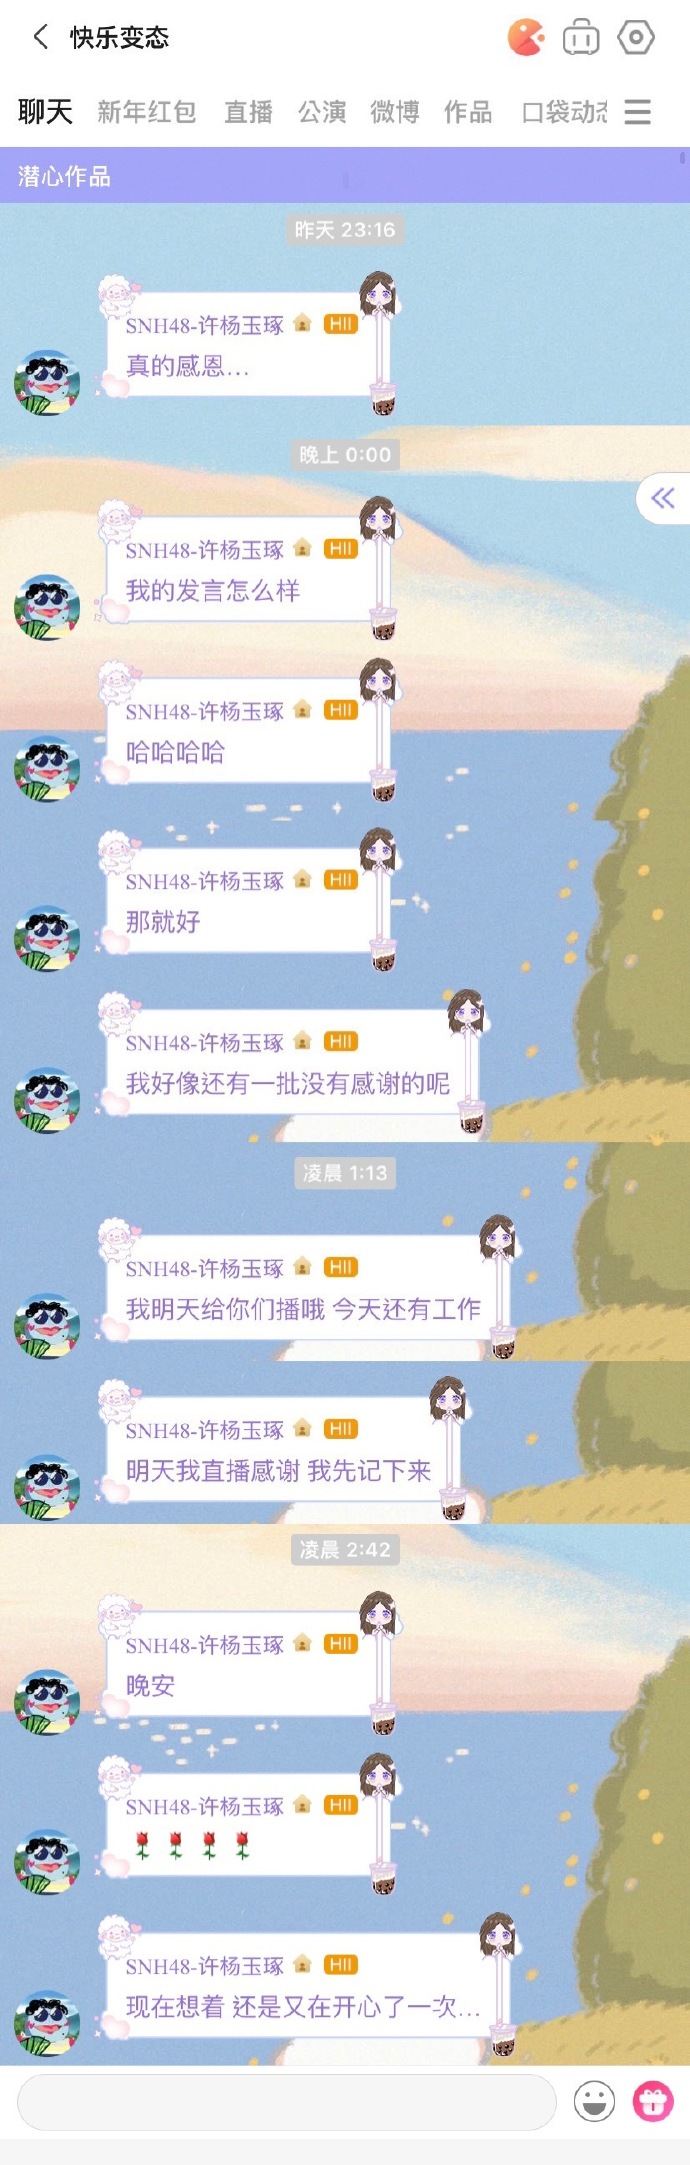 快乐变态
聊天 新年红包 直播 公演 微博 作品 口袋动态
潜心作品
昨天 23:16
SNH48-许杨玉琢 HII
真的感恩...
晚上 0:00
SNH48-许杨玉琢 HII
我的发言怎么样
SNH48-许杨玉琢 HII
哈哈哈哈
SNH48-许杨玉琢 HII
那就好
SNH48-许杨玉琢 HII
我好像还有一批没有感谢的呢
凌晨 1:13
SNH48-许杨玉琢 HII
我明天给你们播哦 今天还有工作
SNH48-许杨玉琢 HII
明天我直播感谢 我先记下来
凌晨 2:42
SNH48-许杨玉琢 HII
晚安
SNH48-许杨玉琢 HII
🌹 🌹 🌹 🌹
SNH48-许杨玉琢 HII
现在想着 还是又在开心了一次...